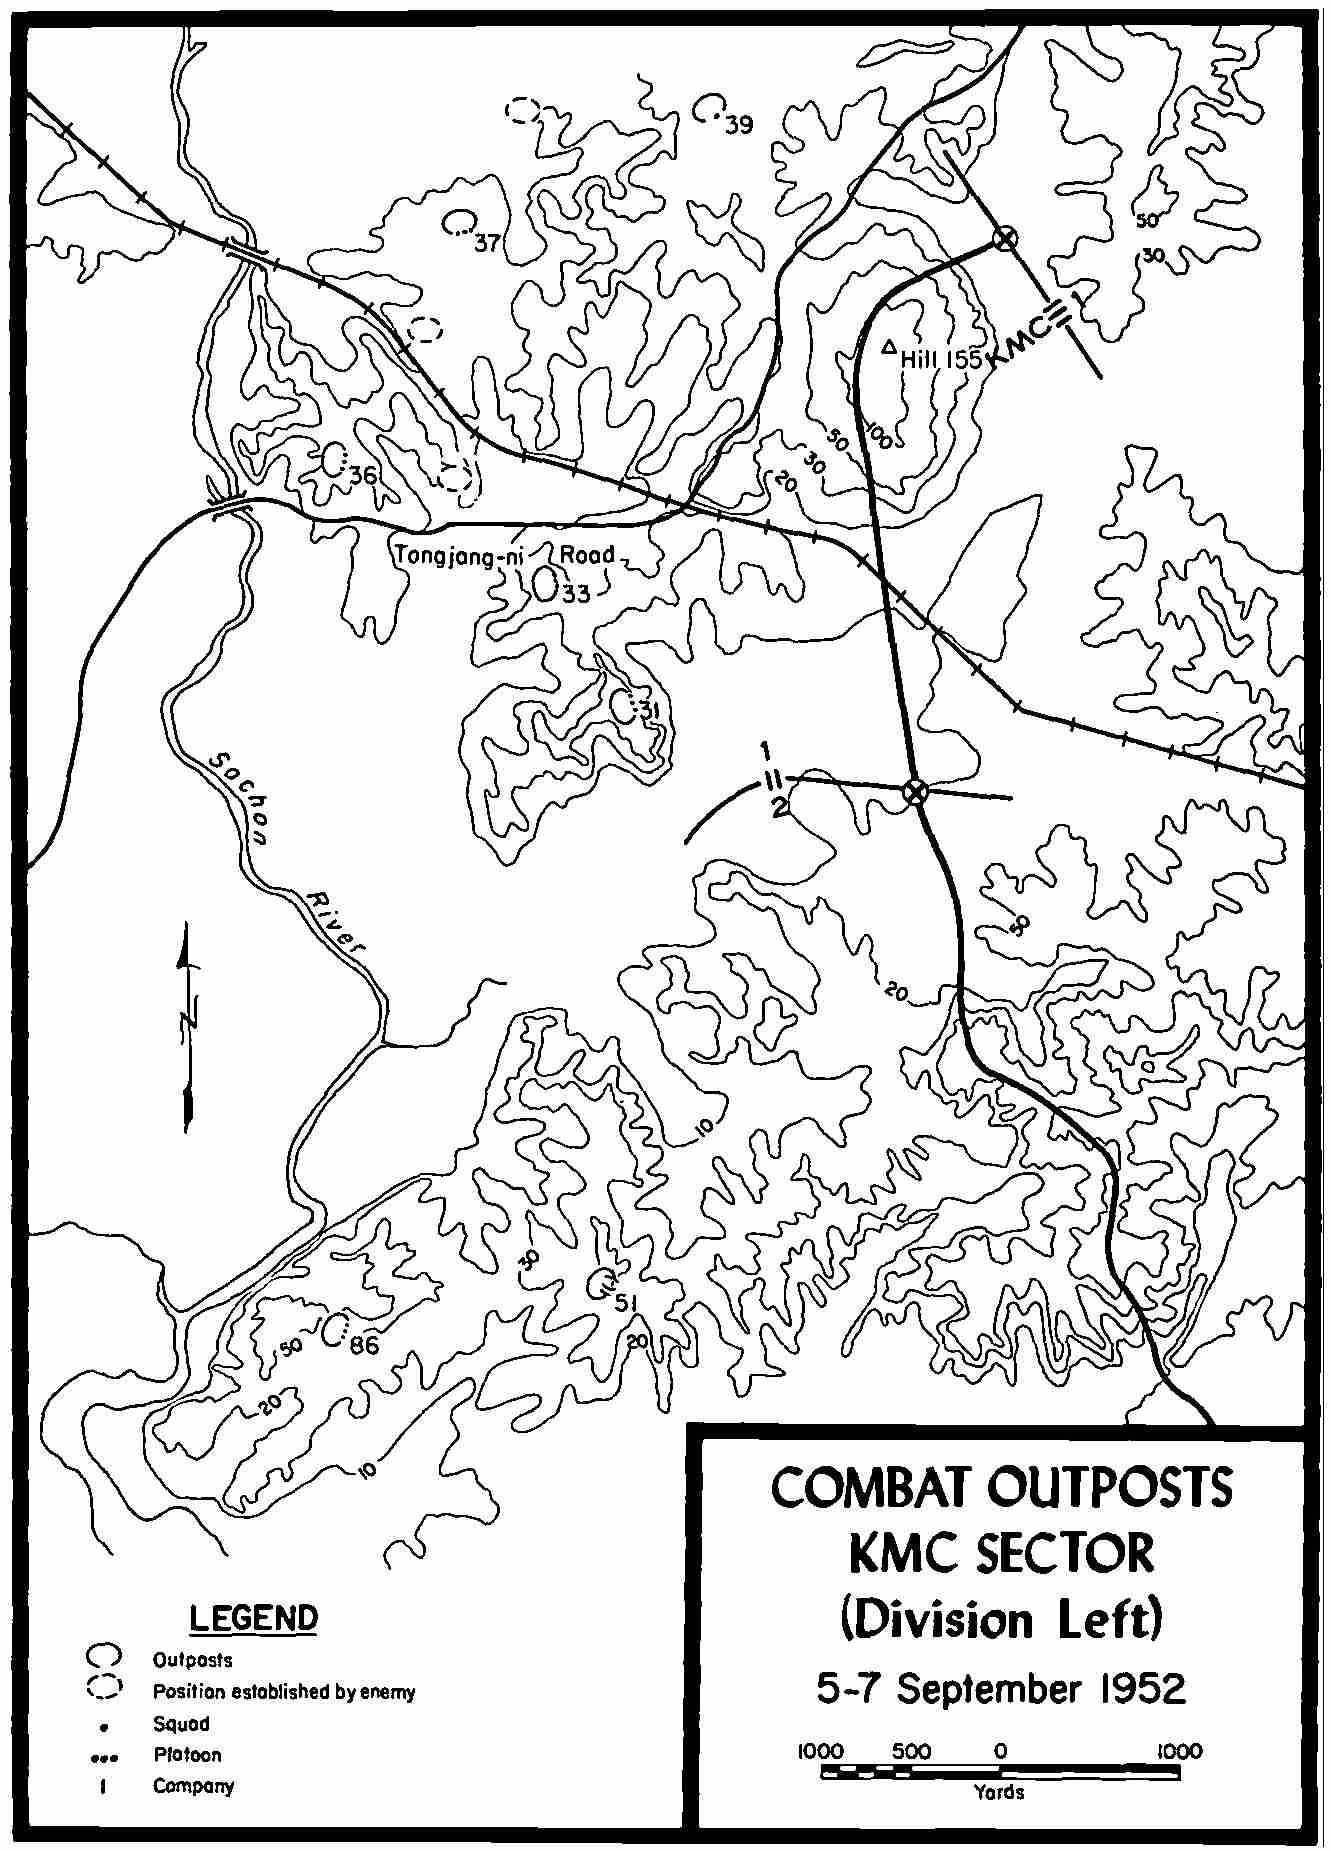 39
37
50
30
KMC
Hill 155
100
50
30
20
36
Tongjang-ni Road
33
31
1
2
Sachon River
50
20
10
30
51
86
50
20
20
10
COMBAT OUTPOSTS
KMC SECTOR
(Division Left)
5-7 September 1952
1000 500 0 1000
Yards
LEGEND
Outposts
Position established by enemy
Squad
Platoon
Company